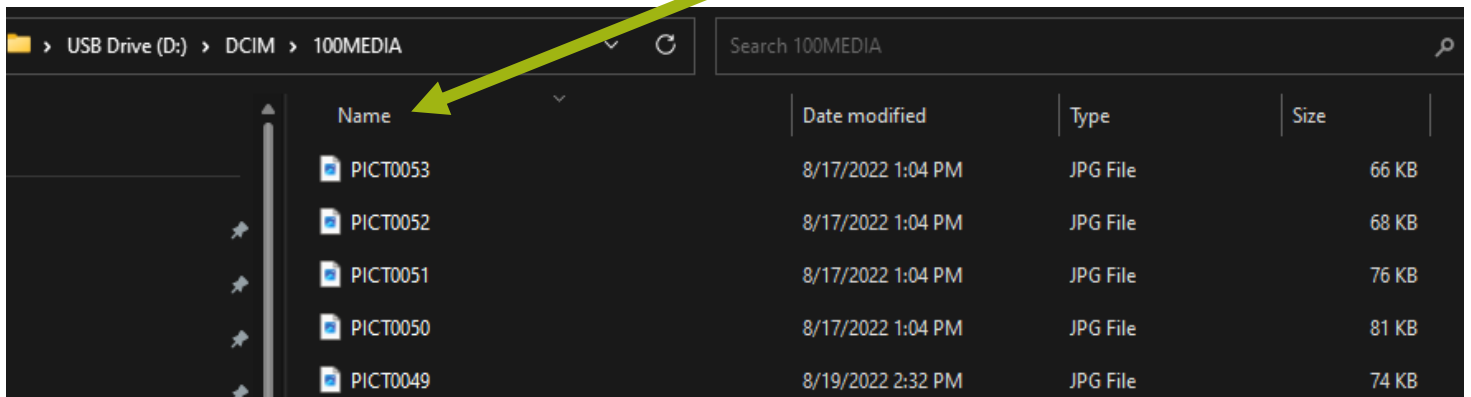 USB Drive (D:) > DCIM > 100MEDIA Search 100MEDIA
Name Date modified Type Size
PICT0053 8/17/2022 1:04 PM JPG File 66 KB
PICT0052 8/17/2022 1:04 PM JPG File 68 KB
PICT0051 8/17/2022 1:04 PM JPG File 76 KB
PICT0050 8/17/2022 1:04 PM JPG File 81 KB
PICT0049 8/19/2022 2:32 PM JPG File 74 KB